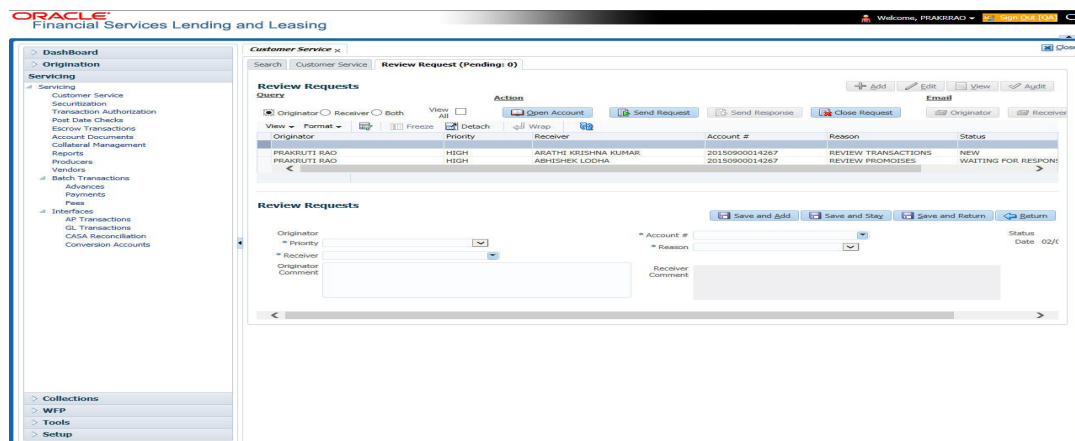 ORACLE
Financial Services Lending and Leasing
Welcome, PRAKRRAO
Sign Out [QA]
DashBoard
Origination
Servicing
Servicing
Customer Service
Securitization
Transaction Authorization
Post Date Checks
Escrow Transactions
Account Documents
Collateral Management
Reports
Producers
Vendors
Batch Transactions
Advances
Payments
Fees
Interfaces
AP Transactions
GL Transactions
CASA Reconciliation
Conversion Accounts
Collections
WFP
Tools
Setup
Customer Service x
Close
Search Customer Service Review Request (Pending: 0)
Review Requests
Add Edit View Audit
Query Action Email
Originator Receiver Both View All Open Account Send Request Send Response Close Request Originator Receiver
View Format Freeze Detach Wrap
Originator Priority Receiver Account # Reason Status
PRAKRUTI RAO HIGH ARATHI KRISHNA KUMAR 20150900014267 REVIEW TRANSACTIONS NEW
PRAKRUTI RAO HIGH ABHISHEK LODHA 20150900014267 REVIEW PROMOISES WAITING FOR RESPONS
Review Requests
Save and Add Save and Stay Save and Return Return
Originator * Account # Status
* Priority * Reason Date 02/0
* Receiver
Originator Comment Receiver Comment